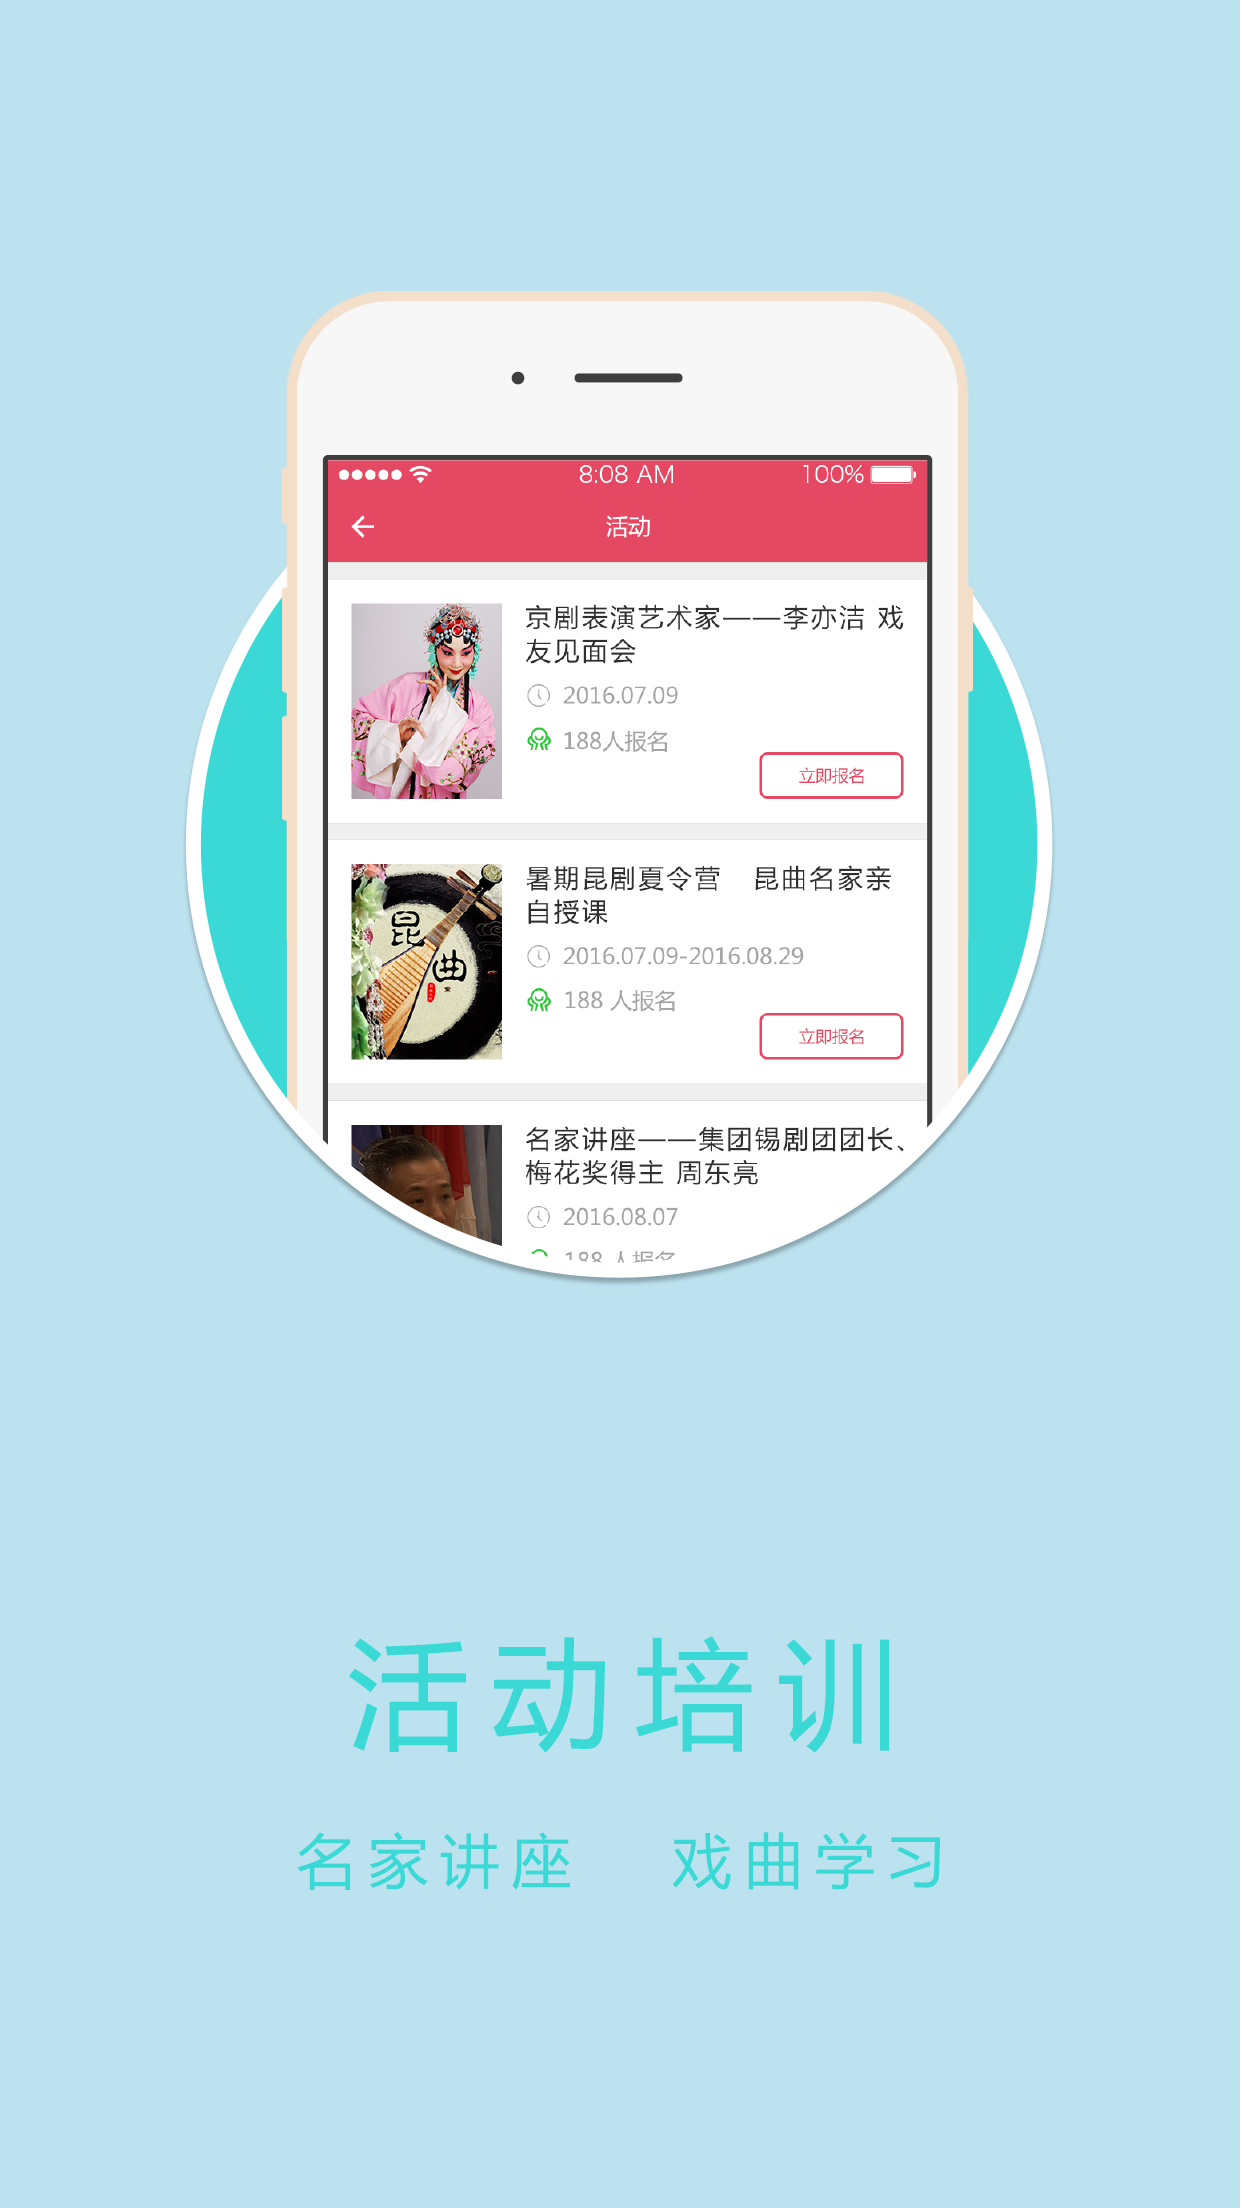 8:08 AM
100%
活动
京剧表演艺术家——李亦洁 戏
友见面会
2016.07.09
188人报名
立即报名
昆
曲
暑期昆剧夏令营 昆曲名家亲
自授课
2016.07.09-2016.08.29
188 人报名
立即报名
名家讲座——集团锡剧团团长、
梅花奖得主 周东亮
2016.08.07
188 人报名
活动培训
名家讲座 戏曲学习